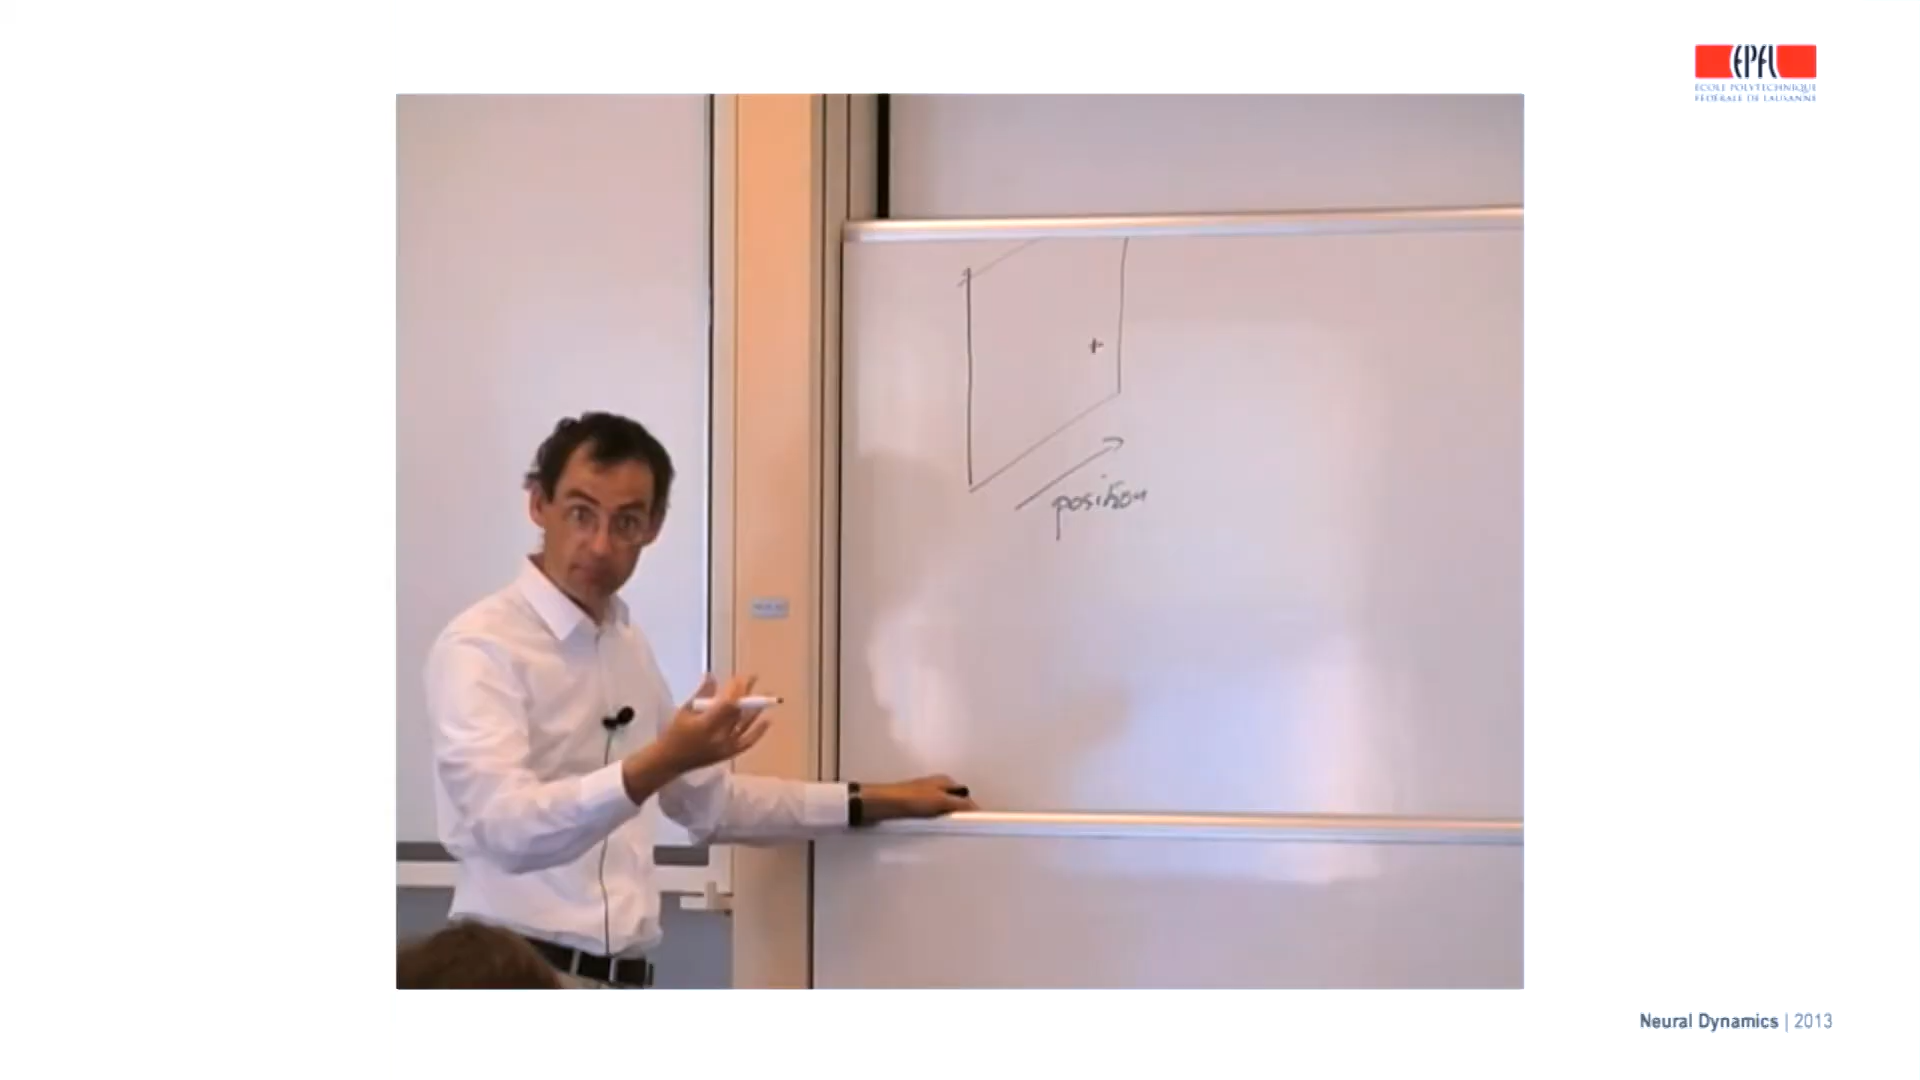 EPFL
ÉCOLE POLYTECHNIQUE
FÉDÉRALE DE LAUSANNE
+
position
Neural Dynamics | 2013